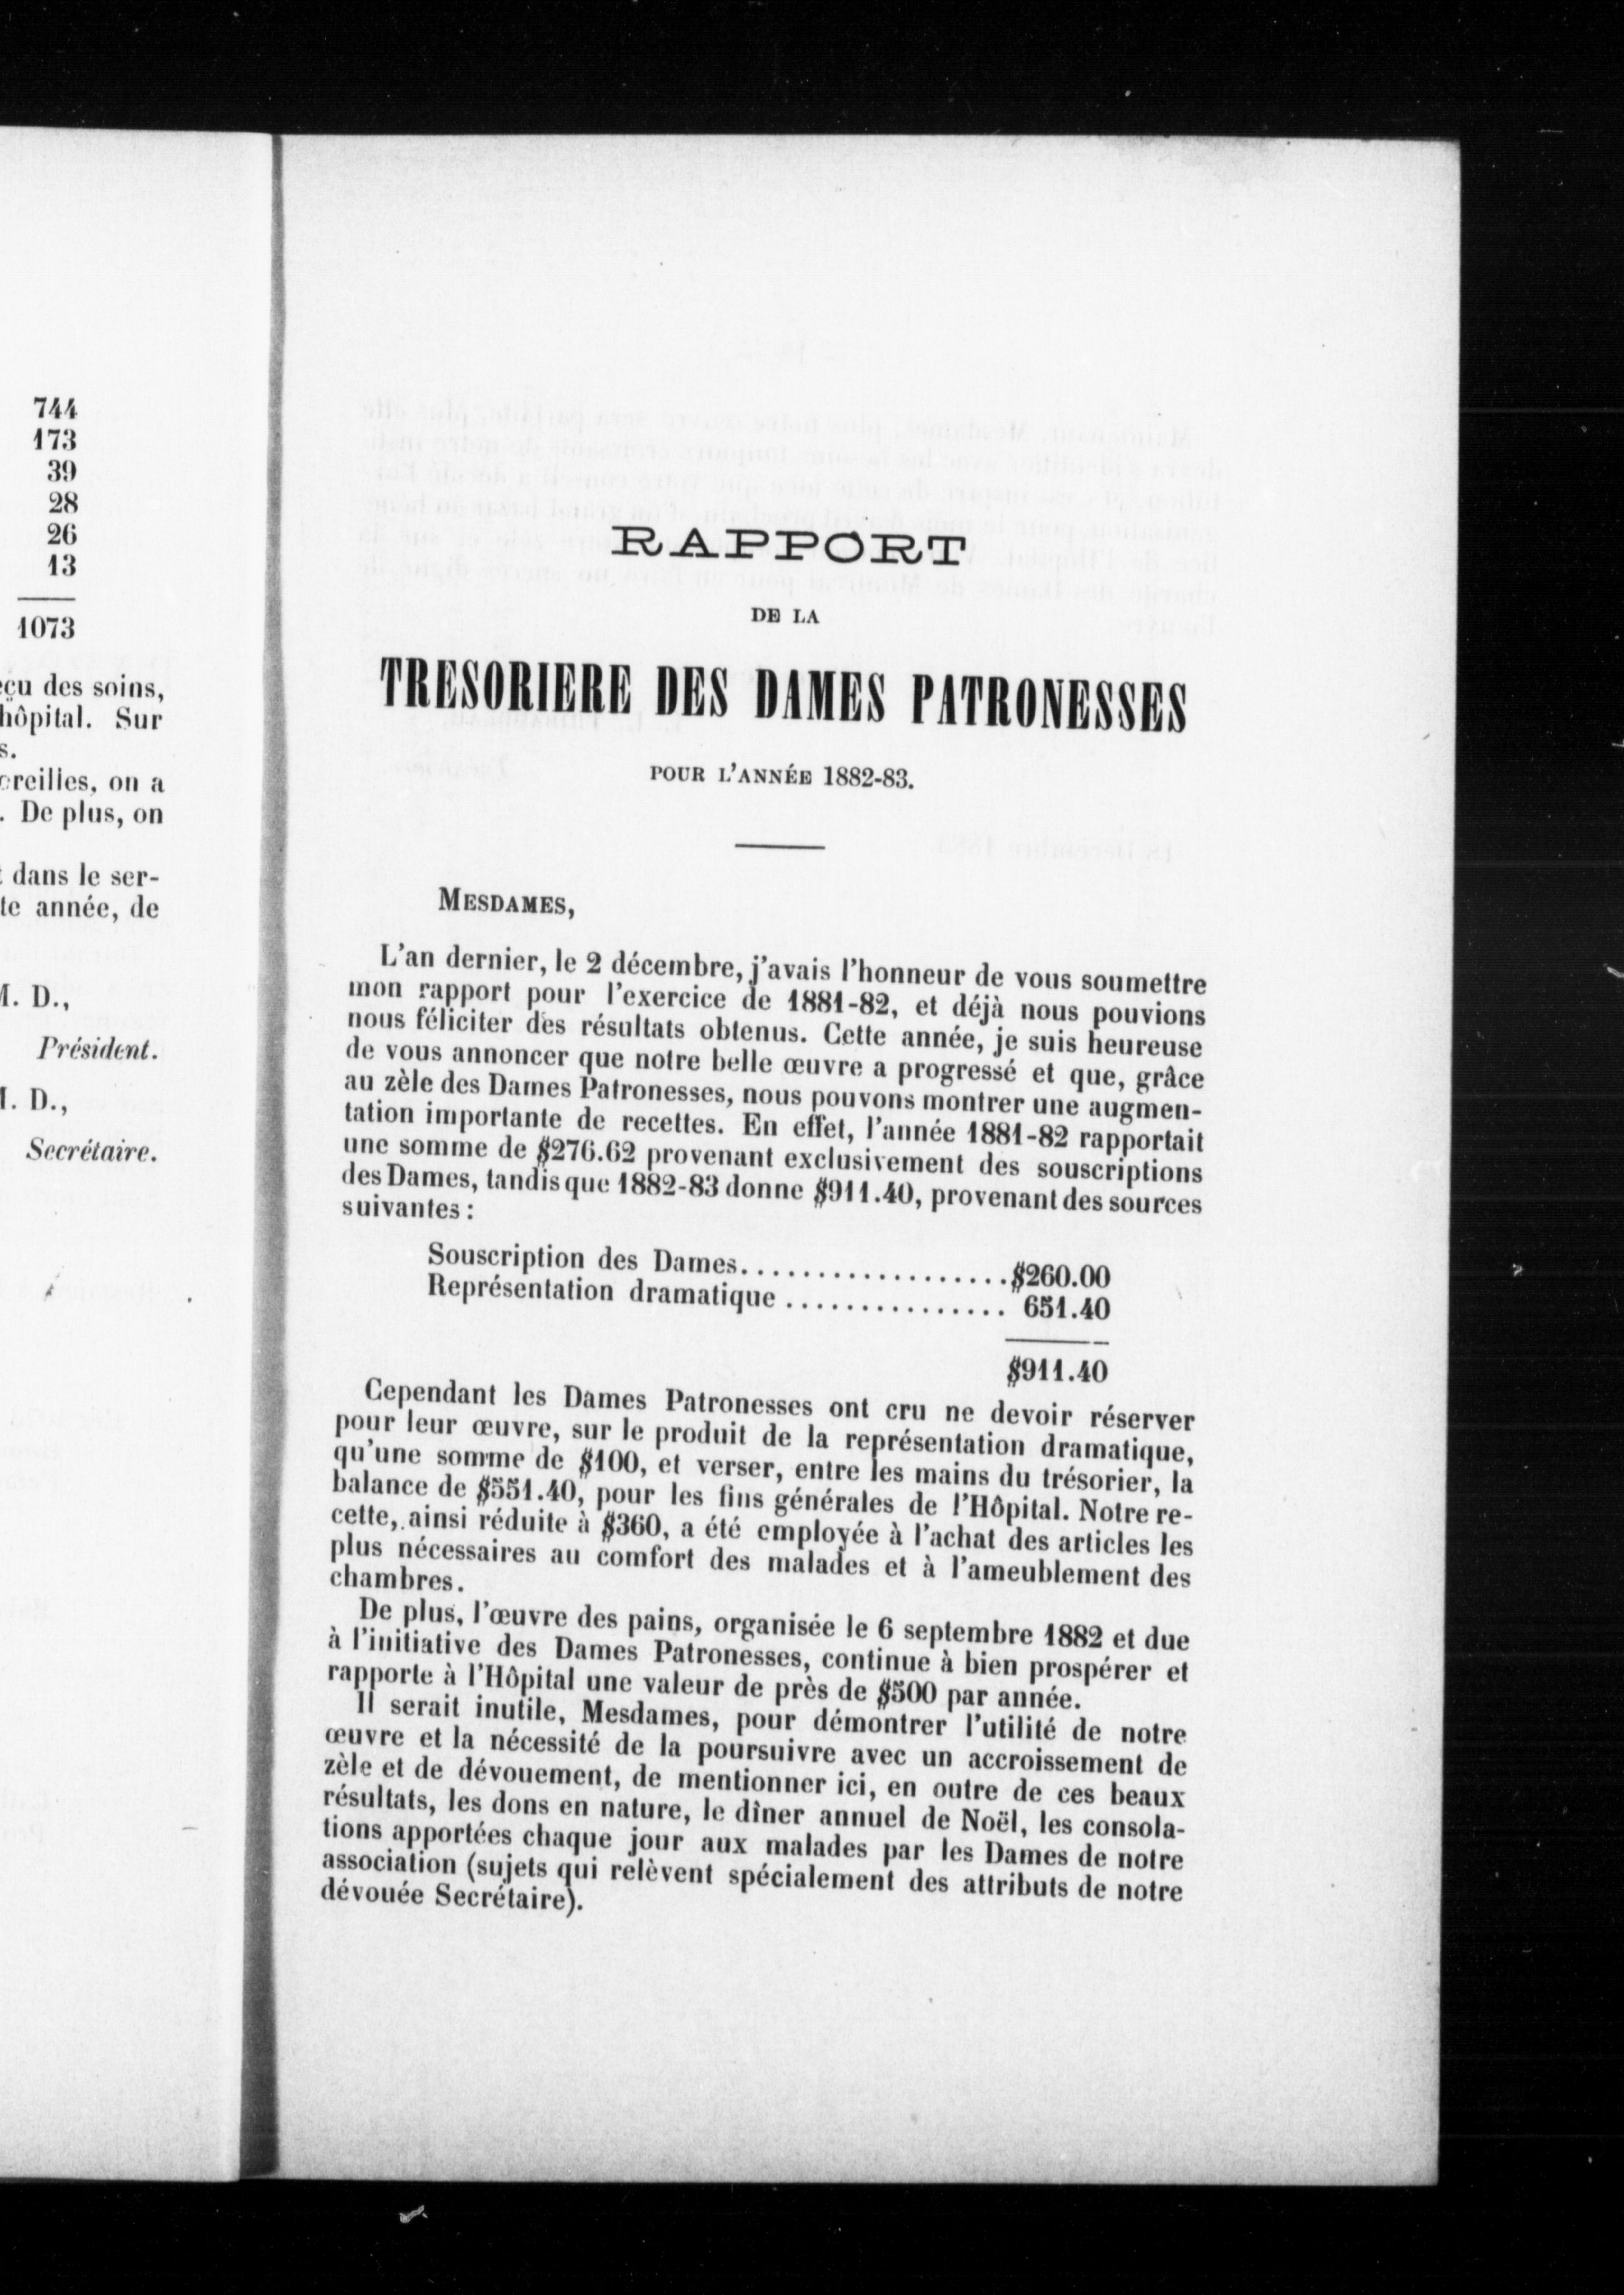 744
173
39
28
26
13
1073
eçu des soins,
hôpital. Sur
s.
oreilles, on a
. De plus, on
dans le ser-
te année, de
M. D.,
Président.
M. D.,
Secrétaire.
RAPPORT
DE LA
TRESORIERE DES DAMES PATRONESSES
POUR L'ANNÉE 1882-83.
MESDAMES,
L'an dernier, le 2 décembre, j'avais l'honneur de vous soumettre
mon rapport pour l'exercice de 1881-82, et déjà nous pouvions
nous féliciter des résultats obtenus. Cette année, je suis heureuse
de vous annoncer que notre belle œuvre a progressé et que, grâce
au zèle des Dames Patronesses, nous pouvons montrer une augmen-
tation importante de recettes. En effet, l'année 1881-82 rapportait
une somme de $276.62 provenant exclusivement des souscriptions
des Dames, tandis que 1882-83 donne $911.40, provenant des sources
suivantes :
Souscription des Dames...................$260.00
Représentation dramatique ............... 651.40
$911.40
Cependant les Dames Patronesses ont cru ne devoir réserver
pour leur œuvre, sur le produit de la représentation dramatique,
qu'une somme de $100, et verser, entre les mains du trésorier, la
balance de $551.40, pour les fins générales de l'Hôpital. Notre re-
cette, ainsi réduite à $360, a été employée à l'achat des articles les
plus nécessaires au comfort des malades et à l'ameublement des
chambres.
De plus, l'œuvre des pains, organisée le 6 septembre 1882 et due
à l'initiative des Dames Patronesses, continue à bien prospérer et
rapporte à l'Hôpital une valeur de près de $500 par année.
Il serait inutile, Mesdames, pour démontrer l'utilité de notre
œuvre et la nécessité de la poursuivre avec un accroissement de
zèle et de dévouement, de mentionner ici, en outre de ces beaux
résultats, les dons en nature, le dîner annuel de Noël, les consola-
tions apportées chaque jour aux malades par les Dames de notre
association (sujets qui relèvent spécialement des attributs de notre
dévouée Secrétaire).